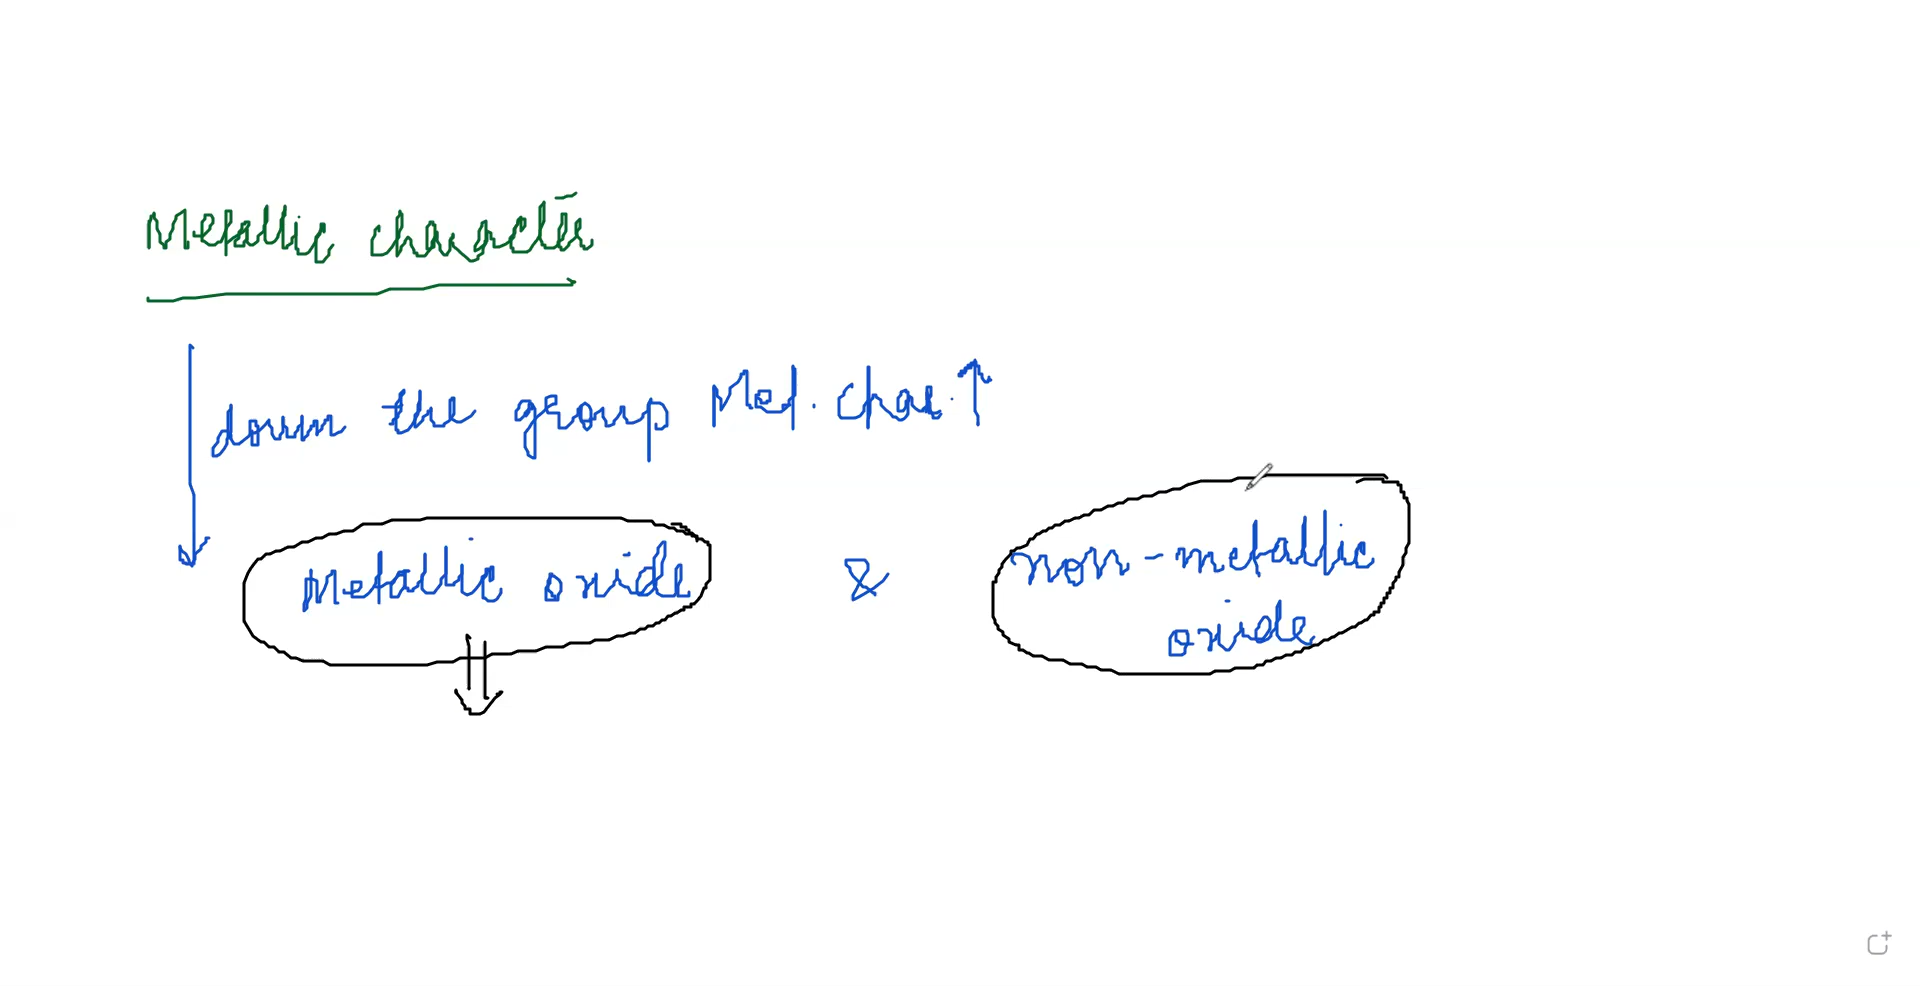 Metallic character
down the group Met. char. ↑
Metallic oxide & non-metallic
oxide